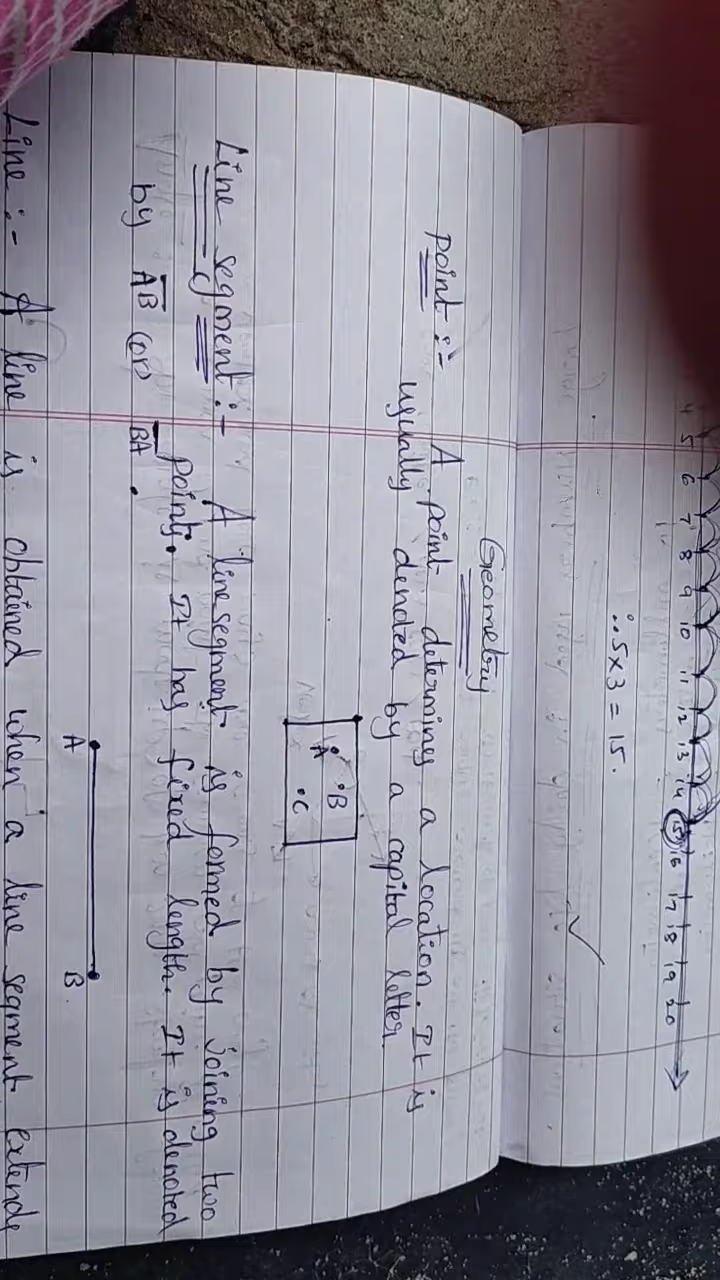 4 5 6 7 8 9 10 11 12 13 14 15 16 17 18 19 20
∴ 5 x 3 = 15.
Geometry
Point :- A point determing a location. It is
usually denoted by a capital letter.
A
B
C
Line segment :- A line segment is formed by joining two
points. It has fixed length. It is denoted
by A̅B̅ (or) B̅A̅.
A B
Line :- A line is obtained when a line segment extends